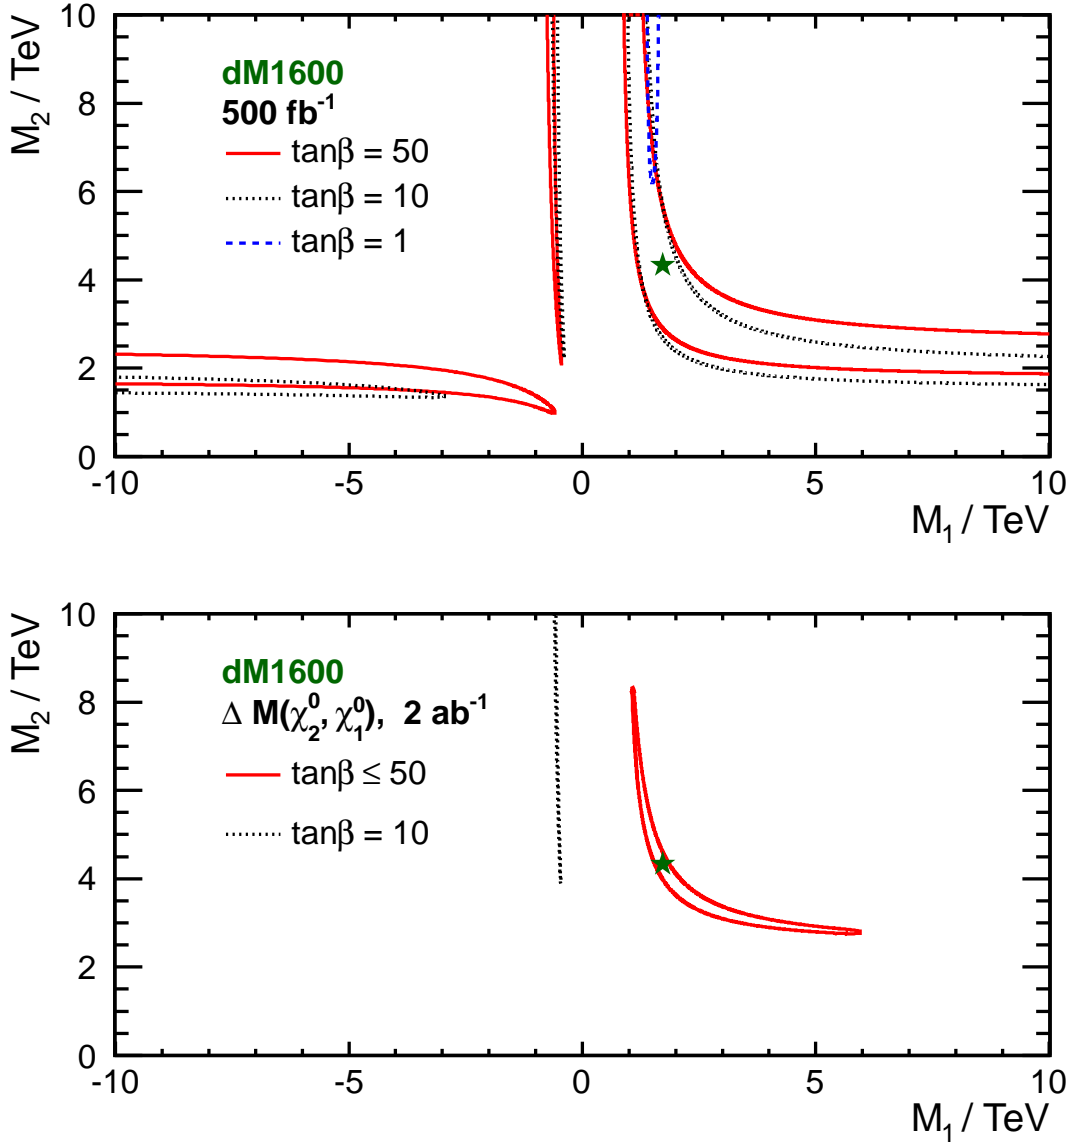 M₂ / TeV
10
8
6
4
2
0
dM1600
500 fb⁻¹
tanβ = 50
tanβ = 10
tanβ = 1
-10 -5 0 5 10
M₁ / TeV
M₂ / TeV
10
8
6
4
2
0
dM1600
Δ M(χ₂⁰, χ₁⁰), 2 ab⁻¹
tanβ ≤ 50
tanβ = 10
-10 -5 0 5 10
M₁ / TeV